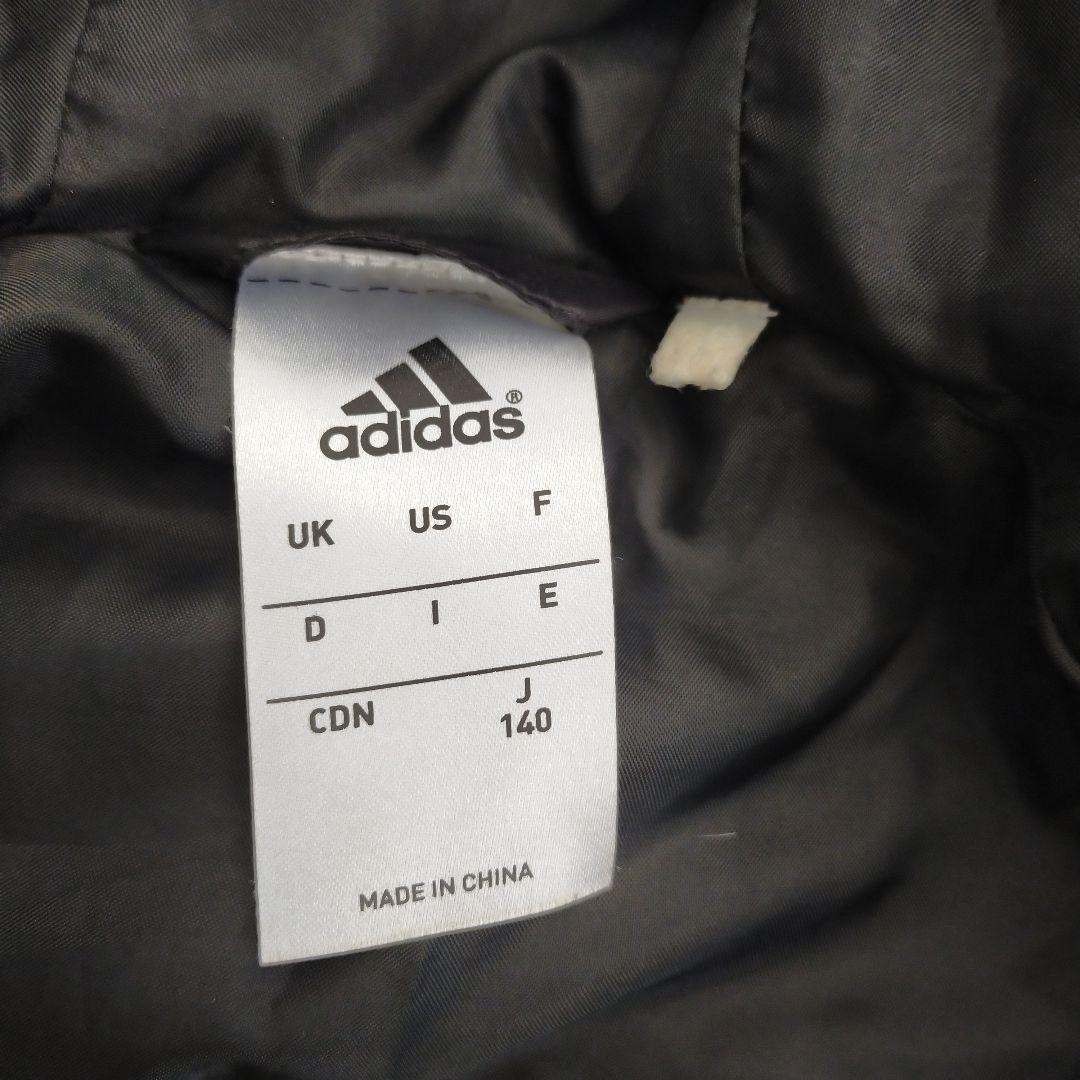 adidas®
UK US F
D I E
CDN J
140
MADE IN CHINA